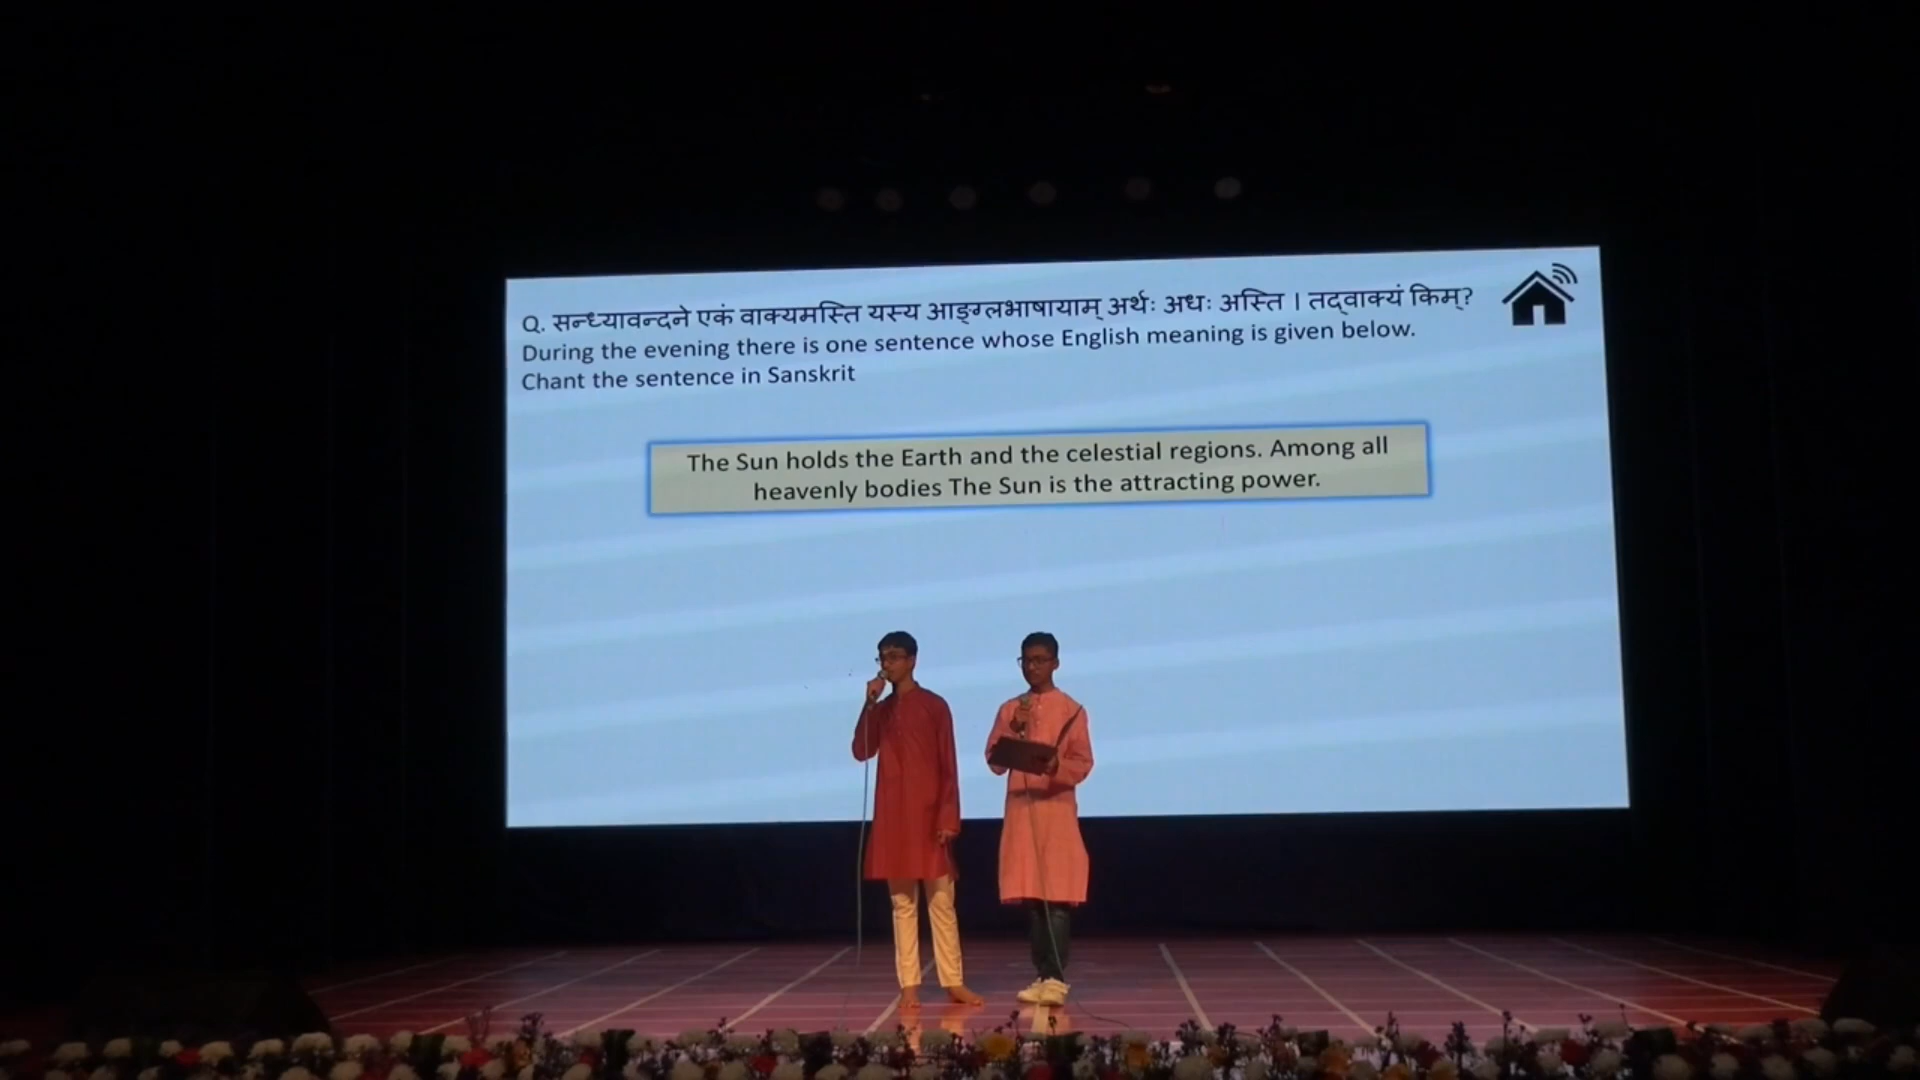 Q. सन्ध्यावन्दने एकं वाक्यमस्ति यस्य आङ्ग्लभाषायाम् अर्थः अधः अस्ति । तद्वाक्यं किम्?
During the evening there is one sentence whose English meaning is given below.
Chant the sentence in Sanskrit
The Sun holds the Earth and the celestial regions. Among all
heavenly bodies The Sun is the attracting power.